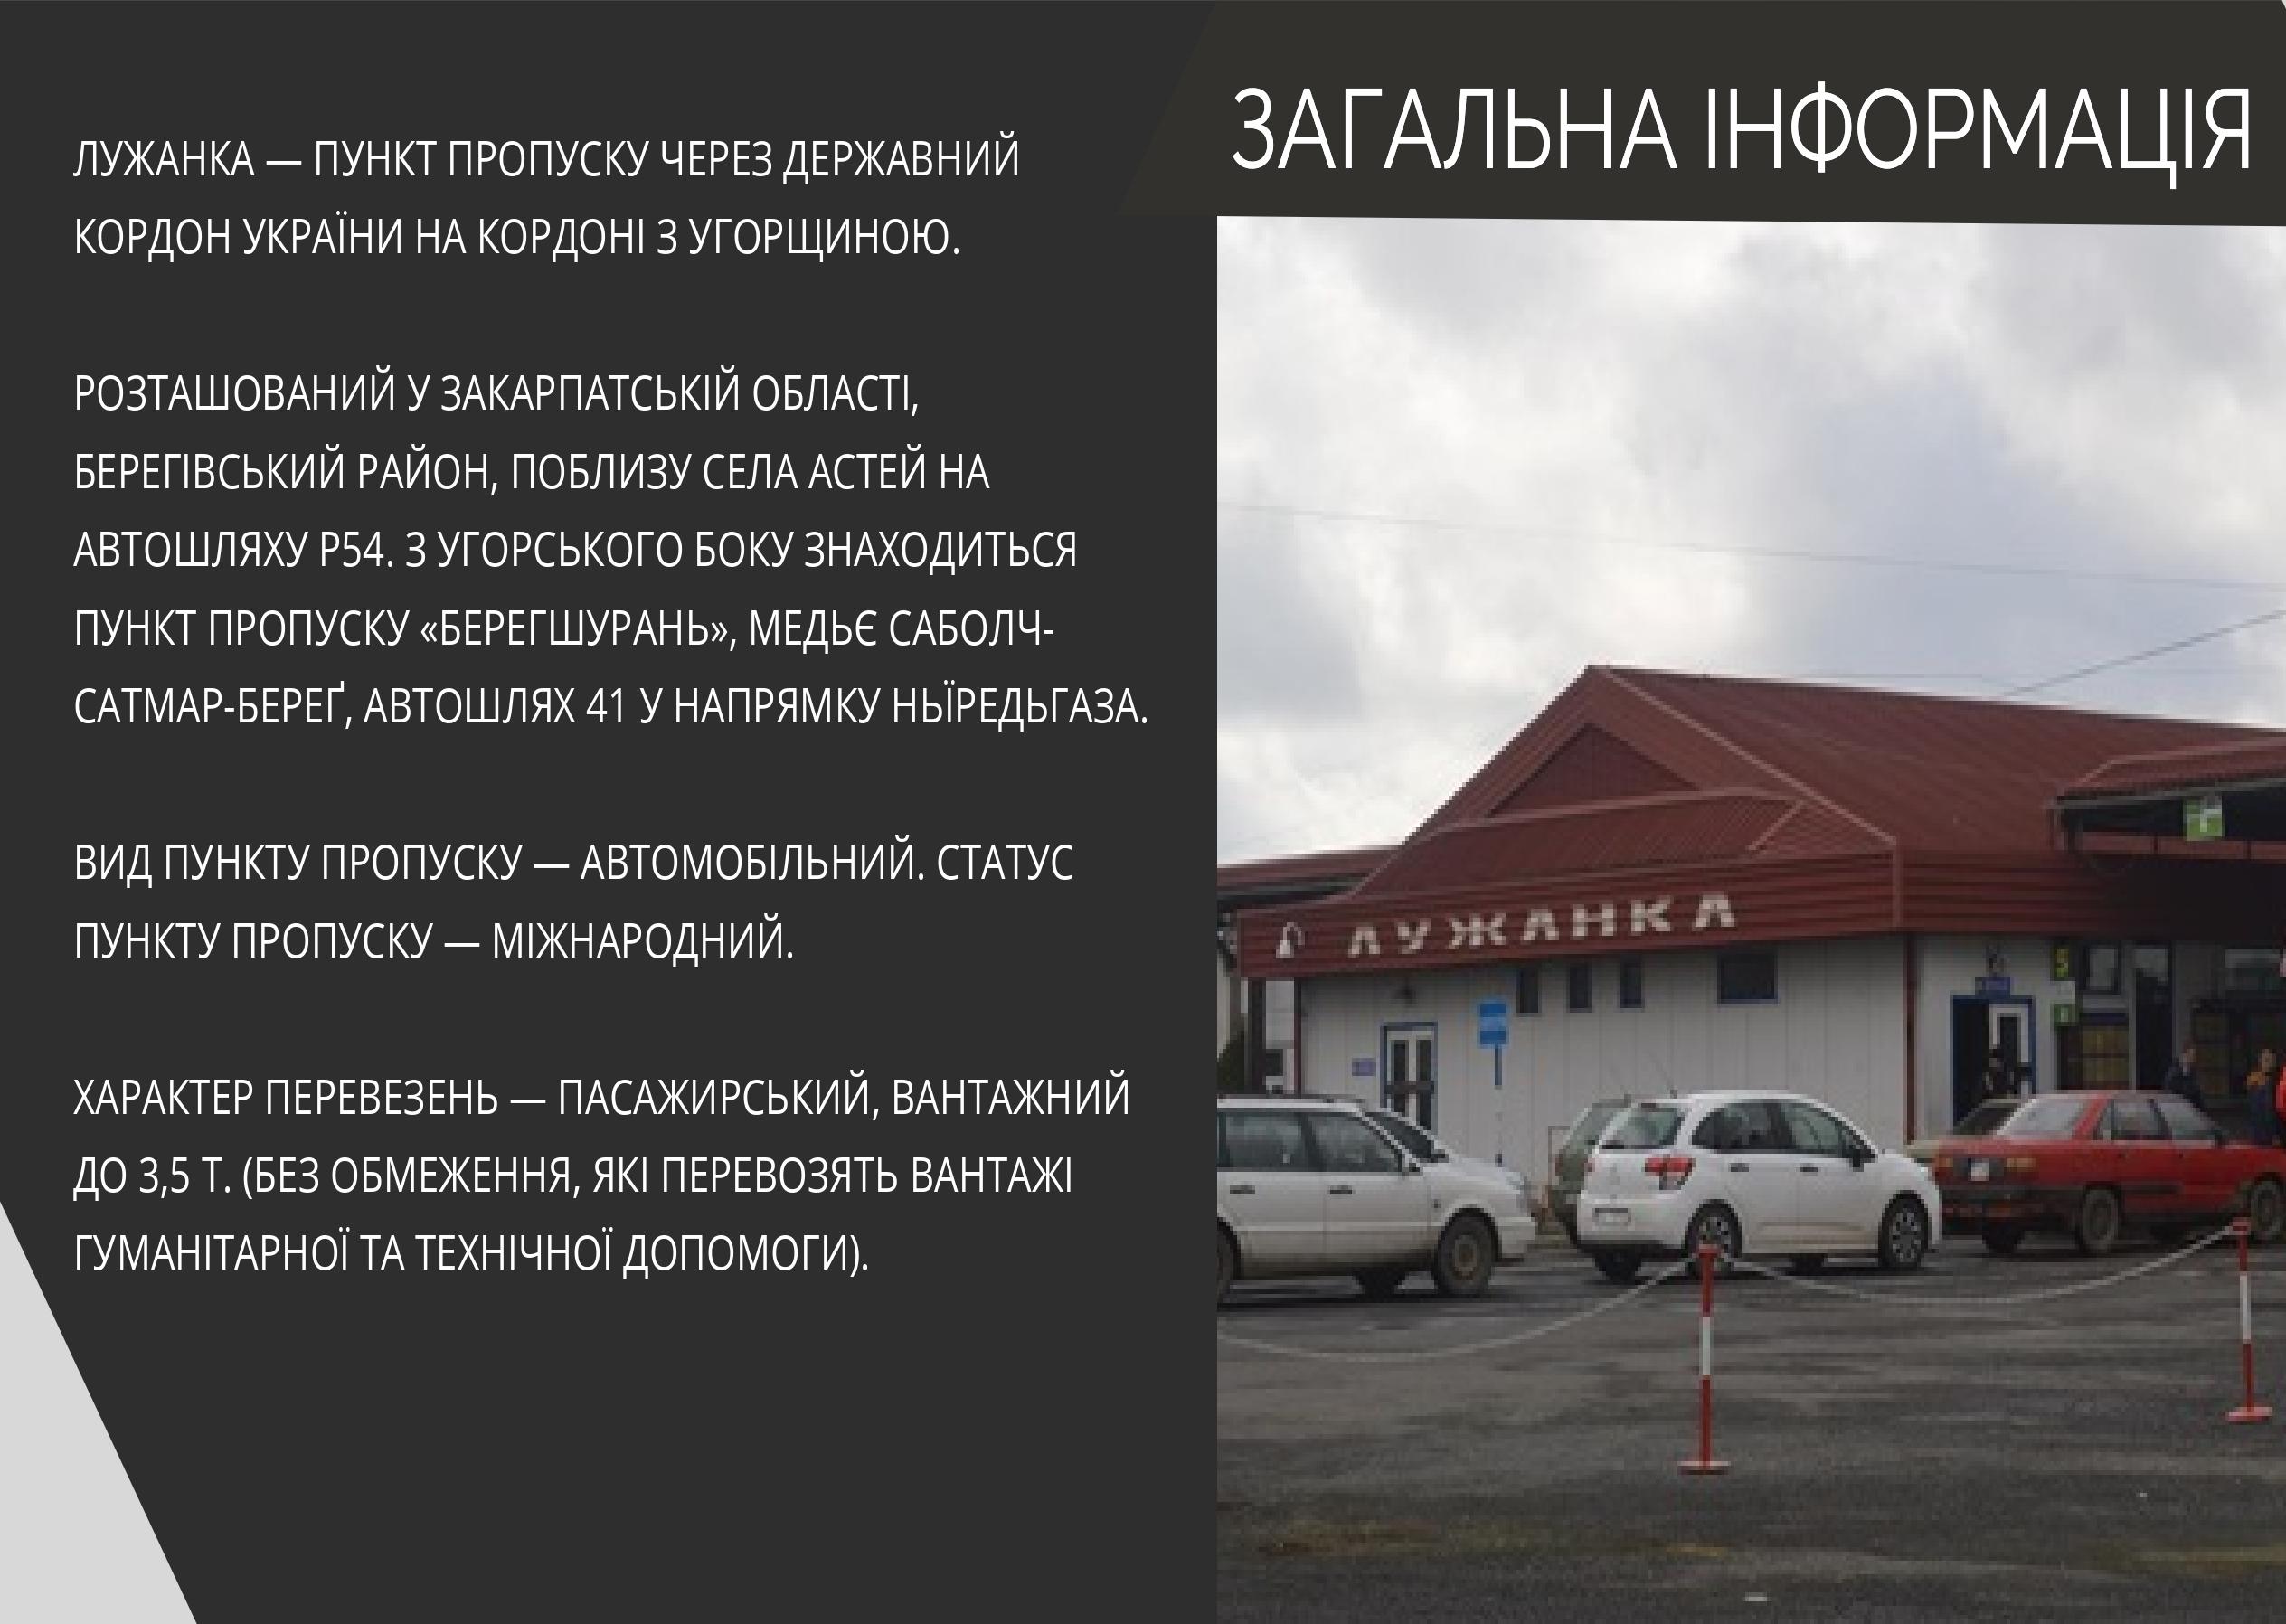 ЗАГАЛЬНА ІНФОРМАЦІЯ
ЛУЖАНКА — ПУНКТ ПРОПУСКУ ЧЕРЕЗ ДЕРЖАВНИЙ
КОРДОН УКРАЇНИ НА КОРДОНІ З УГОРЩИНОЮ.
РОЗТАШОВАНИЙ У ЗАКАРПАТСЬКІЙ ОБЛАСТІ,
БЕРЕГІВСЬКИЙ РАЙОН, ПОБЛИЗУ СЕЛА АСТЕЙ НА
АВТОШЛЯХУ Р54. З УГОРСЬКОГО БОКУ ЗНАХОДИТЬСЯ
ПУНКТ ПРОПУСКУ «БЕРЕГШУРАНЬ», МЕДЬЄ САБОЛЧ-
САТМАР-БЕРЕҐ, АВТОШЛЯХ 41 У НАПРЯМКУ НЬЇРЕДЬГАЗА.
ВИД ПУНКТУ ПРОПУСКУ — АВТОМОБІЛЬНИЙ. СТАТУС
ПУНКТУ ПРОПУСКУ — МІЖНАРОДНИЙ.
ХАРАКТЕР ПЕРЕВЕЗЕНЬ — ПАСАЖИРСЬКИЙ, ВАНТАЖНИЙ
ДО 3,5 Т. (БЕЗ ОБМЕЖЕННЯ, ЯКІ ПЕРЕВОЗЯТЬ ВАНТАЖІ
ГУМАНІТАРНОЇ ТА ТЕХНІЧНОЇ ДОПОМОГИ).
ЛУЖАНКА